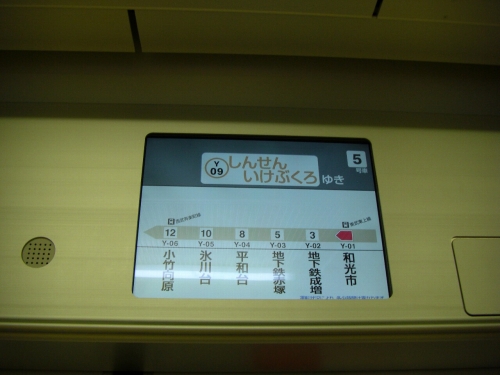 Y
09
しんせん
いけぶくろ ゆき
5
号車
12 10 8 5 3
Y-06 Y-05 Y-04 Y-03 Y-02 Y-01
小竹向原 氷川台 平和台 地下鉄赤塚 地下鉄成増 和光市